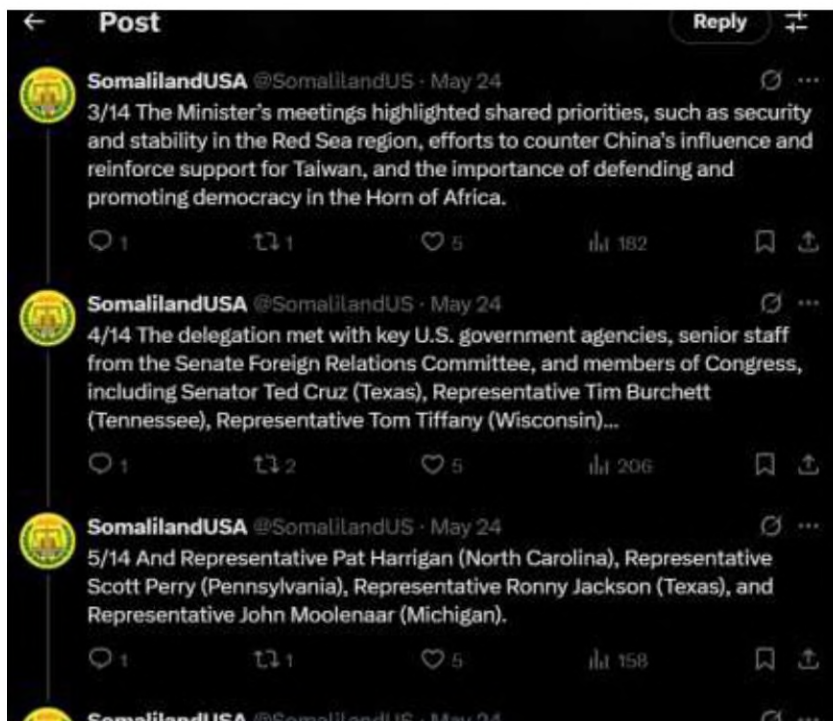 Post
Reply
SomalilandUSA @SomalilandUS · May 24
3/14 The Minister's meetings highlighted shared priorities, such as security
and stability in the Red Sea region, efforts to counter China's influence and
reinforce support for Taiwan, and the importance of defending and
promoting democracy in the Horn of Africa.
1 1 5 182
SomalilandUSA @SomalilandUS · May 24
4/14 The delegation met with key U.S. government agencies, senior staff
from the Senate Foreign Relations Committee, and members of Congress,
including Senator Ted Cruz (Texas), Representative Tim Burchett
(Tennessee), Representative Tom Tiffany (Wisconsin)...
1 2 5 206
SomalilandUSA @SomalilandUS · May 24
5/14 And Representative Pat Harrigan (North Carolina), Representative
Scott Perry (Pennsylvania), Representative Ronny Jackson (Texas), and
Representative John Moolenaar (Michigan).
1 1 5 158
SomalilandUSA @SomalilandUS · May 24